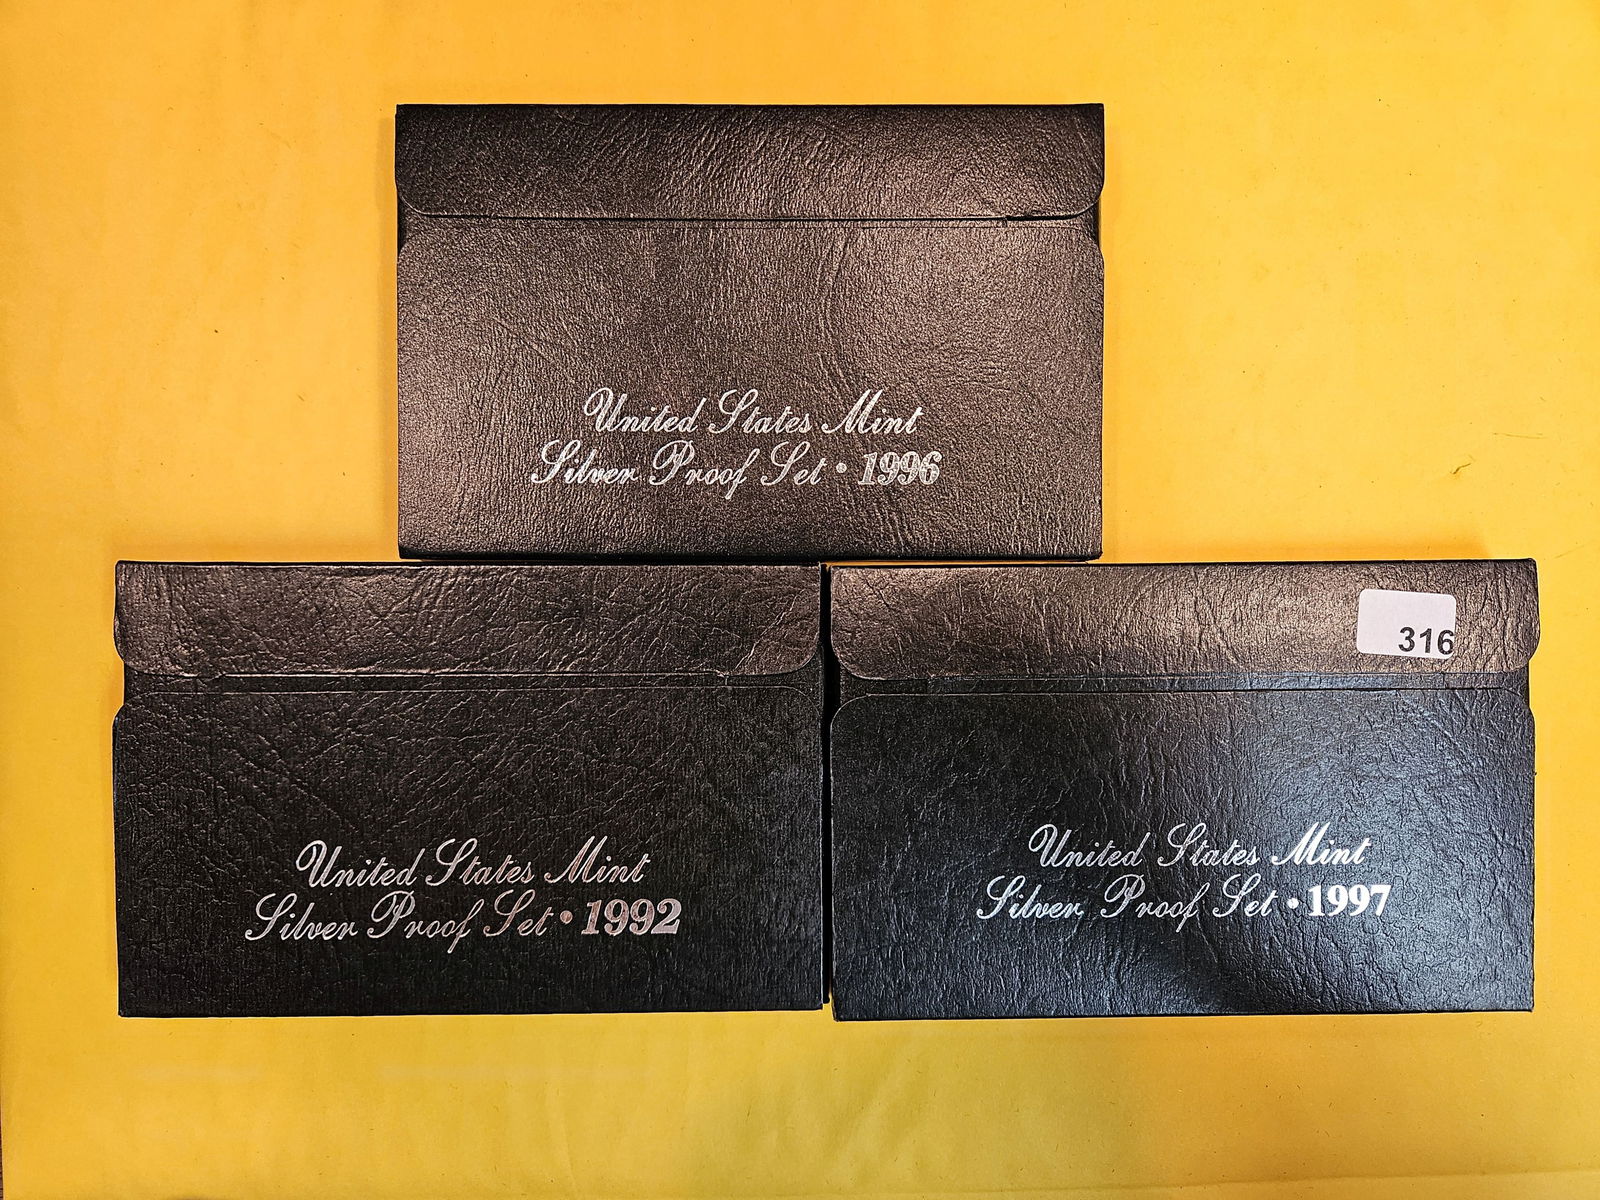 United States Mint
Silver Proof Set • 1996
United States Mint
Silver Proof Set • 1992
316
United States Mint
Silver Proof Set • 1997